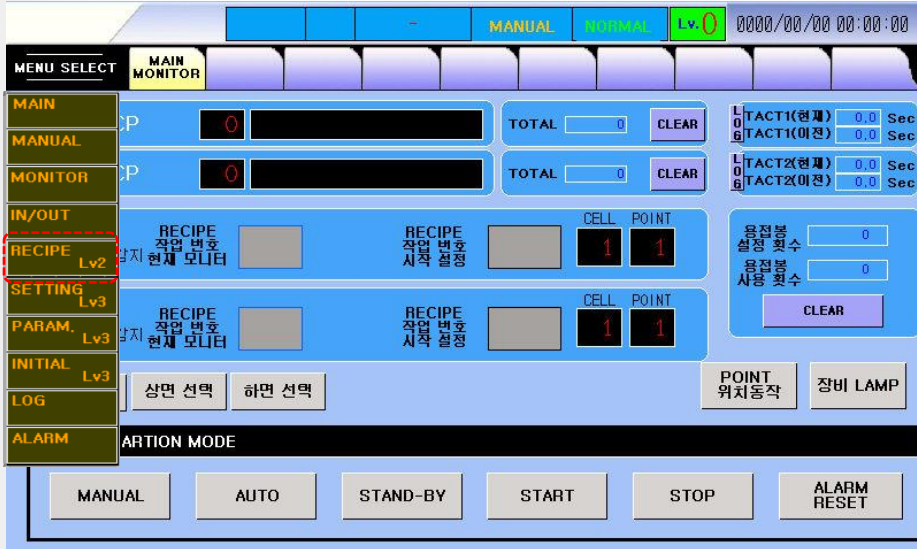 - MANUAL NORMAL Lv. 0 0000/00/00 00:00:00
MENU SELECT MAIN MONITOR
MAIN
MANUAL
MONITOR
IN/OUT
RECIPE Lv2
SETTING Lv3
PARAM. Lv3
INITIAL Lv3
LOG
ALARM
CP 0 TOTAL 0 CLEAR
LOG TACT1(현재) 0.0 Sec
TACT1(이전) 0.0 Sec
CP 0 TOTAL 0 CLEAR
LOG TACT2(현재) 0.0 Sec
TACT2(이전) 0.0 Sec
감지
RECIPE
작업 번호
현재 모니터
RECIPE
작업 번호
시작 설정
CELL POINT
1 1
용접봉
설정 횟수 0
용접봉
사용 횟수 0
CLEAR
감지
RECIPE
작업 번호
현재 모니터
RECIPE
작업 번호
시작 설정
CELL POINT
1 1
상면 선택 하면 선택
POINT
위치동작
장비 LAMP
ARTION MODE
MANUAL AUTO STAND-BY START STOP ALARM RESET